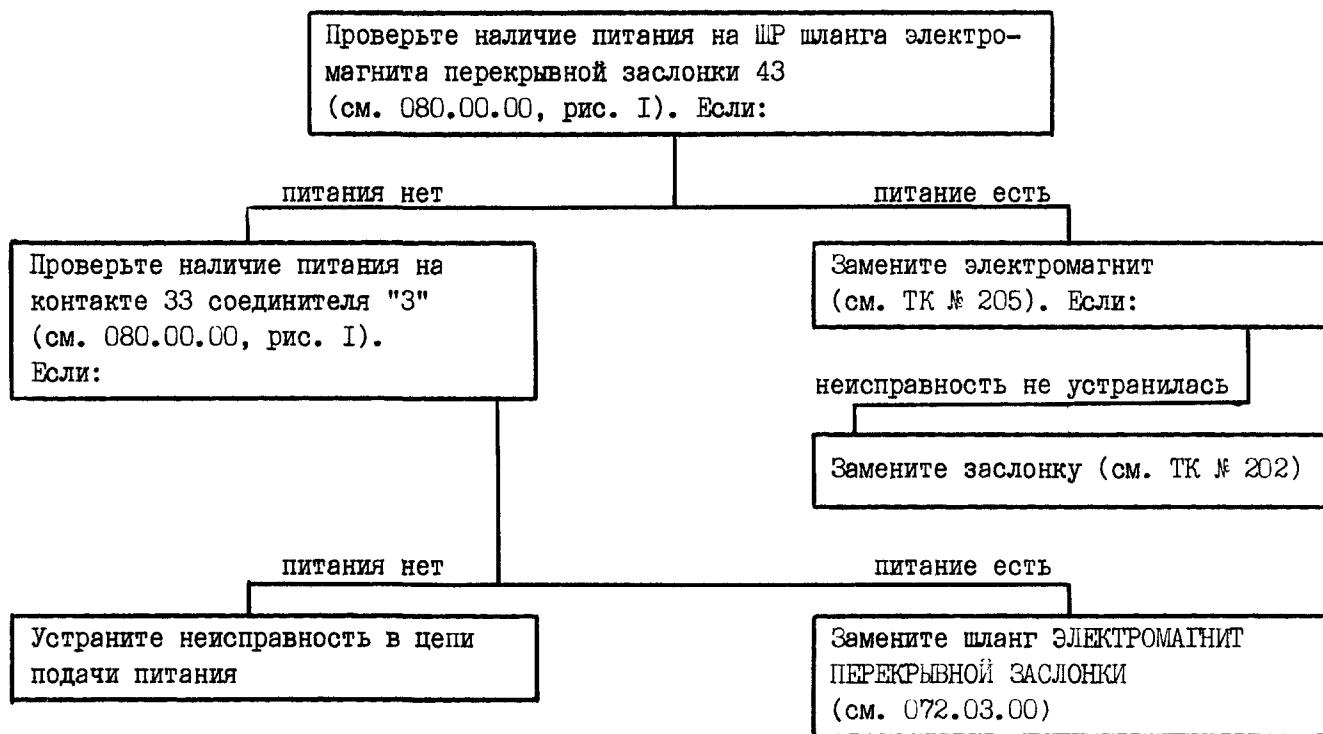 Проверьте наличие питания на ШР шланга электро-
магнита перекрывной заслонки 43
(см. 080.00.00, рис. I). Если:
питания нет
питание есть
Проверьте наличие питания на
контакте 33 соединителя "З"
(см. 080.00.00, рис. I).
Если:
Замените электромагнит
(см. ТК № 205). Если:
неисправность не устранилась
Замените заслонку (см. ТК № 202)
питания нет
питание есть
Устраните неисправность в цепи
подачи питания
Замените шланг ЭЛЕКТРОМАГНИТ
ПЕРЕКРЫВНОЙ ЗАСЛОНКИ
(см. 072.03.00)